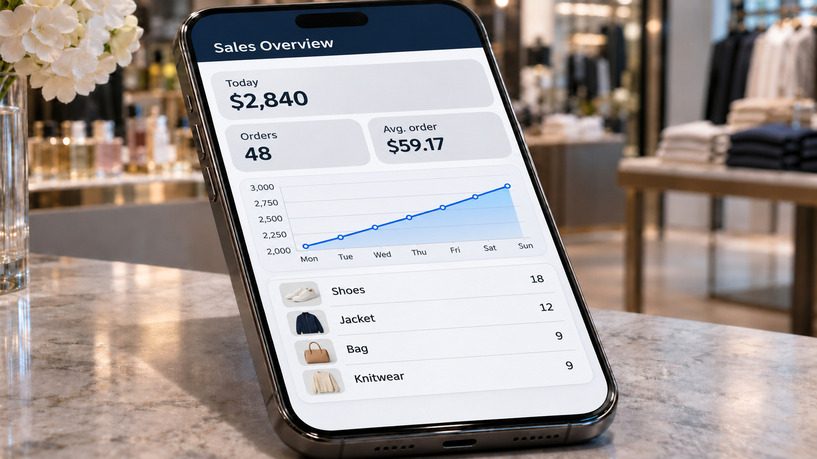 Sales Overview
Today
$2,840
Orders
48
Avg. order
$59.17
3,000
2,750
2,500
2,250
2,000
Mon Tue Wed Thu Fri Sat Sun
Shoes 18
Jacket 12
Bag 9
Knitwear 9